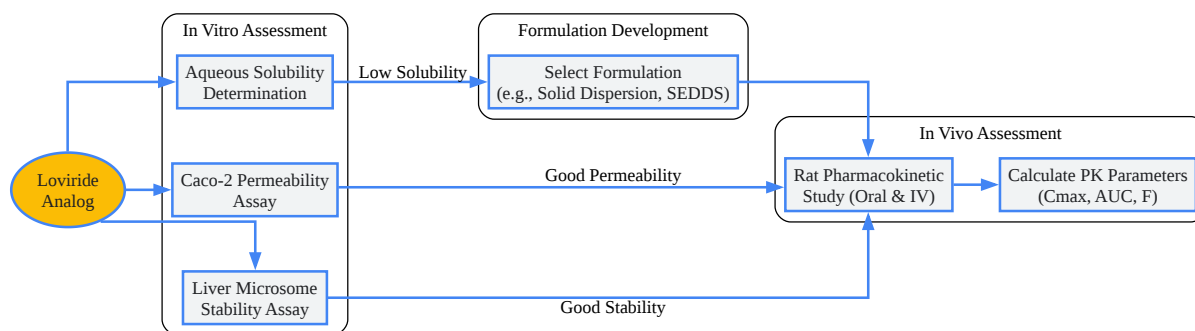 In Vitro Assessment
Formulation Development
Aqueous Solubility
Determination
Low Solubility
Select Formulation
(e.g., Solid Dispersion, SEDDS)
In Vivo Assessment
Loviride
Analog
Caco-2 Permeability
Assay
Good Permeability
Rat Pharmacokinetic
Study (Oral & IV)
Calculate PK Parameters
(Cmax, AUC, F)
Liver Microsome
Stability Assay
Good Stability